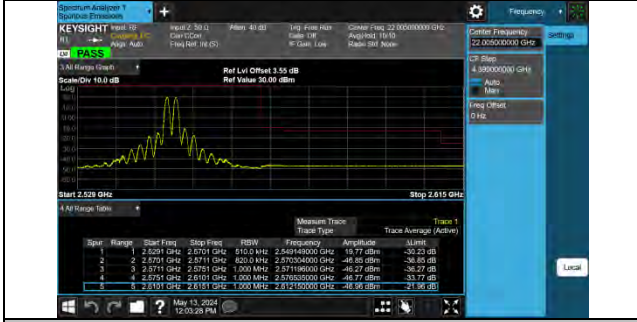 Spectrum Analyzer 1
Spurious Emissions
Frequency
KEYSIGHT Input: RF
Input Z: 50 Ω
Atten: 40 dB
Trig: Free Run
Center Freq: 22.005000000 GHz
Corr CCorr
Gate: Off
Avg|Hold: 10/10
Align: Auto
Freq Ref: Int (S)
IF Gain: Low
Radio Std: None
PASS
Center Frequency
22.005000000 GHz
Settings
CF Step
4.399000000 GHz
Auto
Man
Freq Offset
0 Hz
3 All Range Graph
Scale/Div 10.0 dB
Ref Lvl Offset 3.55 dB
Ref Value 30.00 dBm
Log
Start 2.529 GHz
Stop 2.615 GHz
4 All Range Table
Measure Trace
Trace 1
Trace Type
Trace Average (Active)
Spur Range Start Freq Stop Freq RBW Frequency Amplitude ΔLimit
1 1 2.5291 GHz 2.5701 GHz 510.0 kHz 2.549149000 GHz 19.77 dBm -30.23 dB
2 2 2.5701 GHz 2.5711 GHz 820.0 kHz 2.570304000 GHz -46.85 dBm -36.85 dB
3 3 2.5711 GHz 2.5751 GHz 1.000 MHz 2.571196000 GHz -46.27 dBm -36.27 dB
4 4 2.5751 GHz 2.6101 GHz 1.000 MHz 2.576535000 GHz -46.77 dBm -33.77 dB
5 5 2.6101 GHz 2.6151 GHz 1.000 MHz 2.612150000 GHz -46.96 dBm -21.96 dB
Local
May 13, 2024
12:03:28 PM